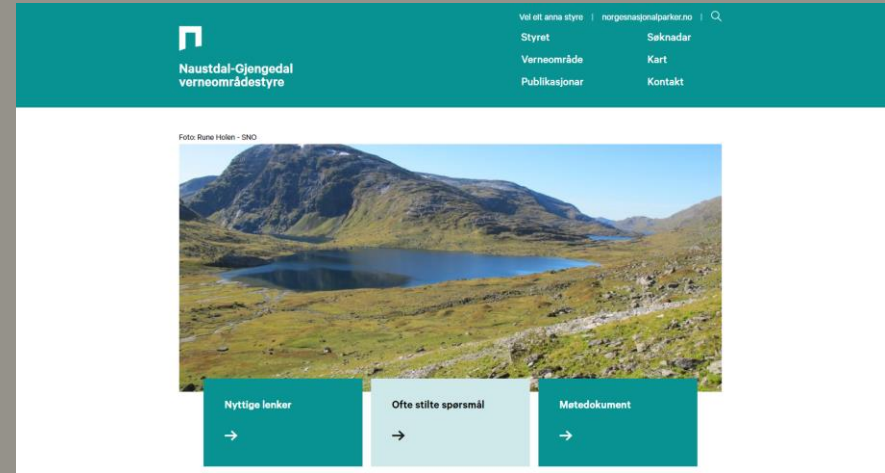 Vel eit anna styre | norgesnasjonalparker.no |
Naustdal-Gjengedal
verneområdestyre
Styret
Søknadar
Verneområde
Kart
Publikasjonar
Kontakt
Foto: Rune Holen - SNO
Nyttige lenker
Ofte stilte spørsmål
Møtedokument